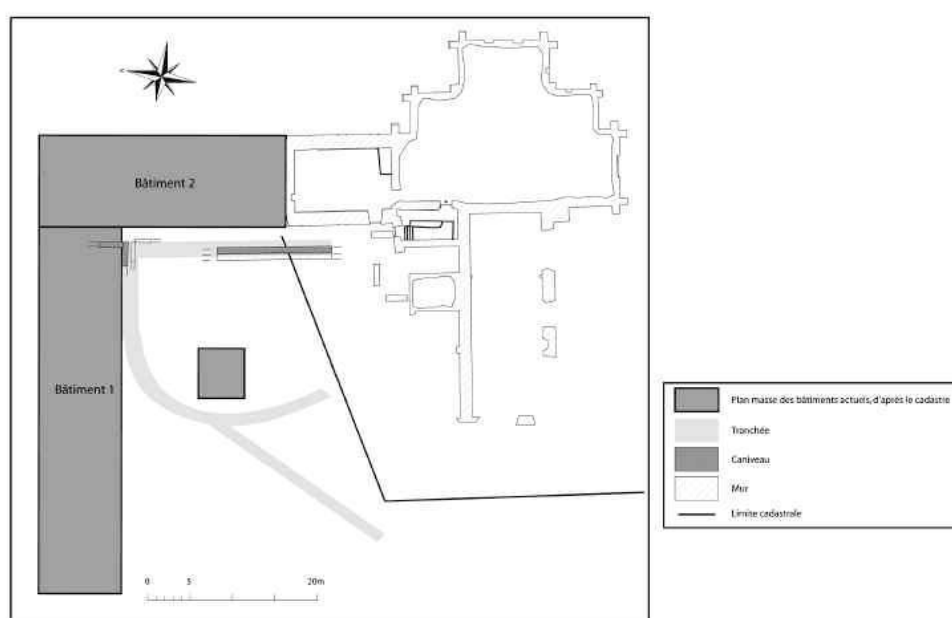 Bâtiment 2
Bâtiment 1
0 5 20m
Plan masse des bâtiments actuels, d'après le cadastre
Tranchée
Caniveau
Mur
Limite cadastrale